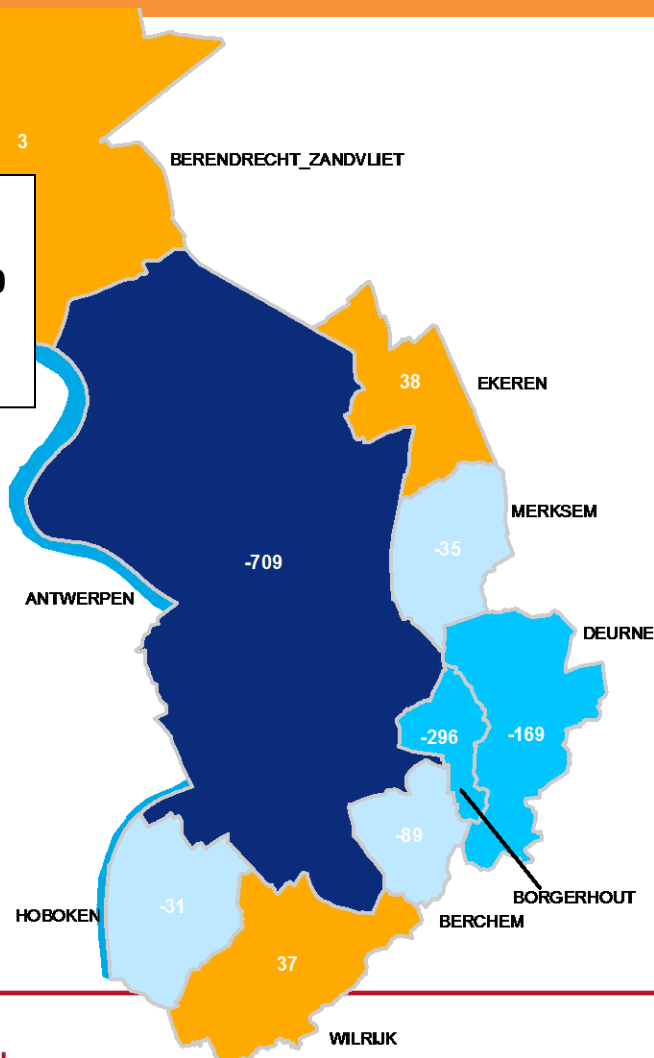 3
BERENDRECHT_ZANDVLIET
38
EKEREN
MERKSEM
-35
-709
ANTWERPEN
DEURNE
-296
-169
-89
BORGERHOUT
HOBOKEN
-31
BERCHEM
37
WILRIJK